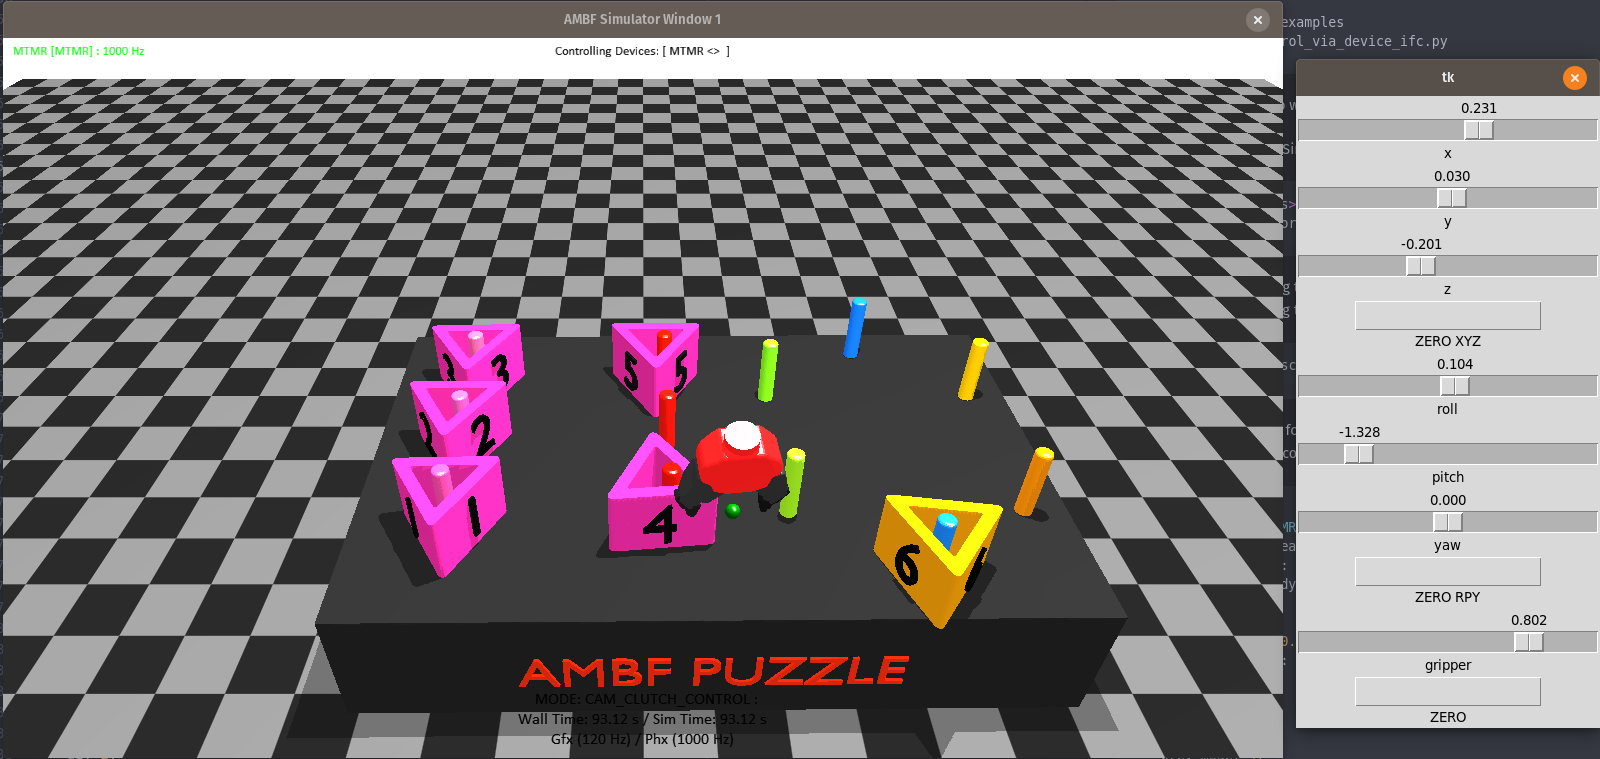 AMBF Simulator Window 1
MTMR [MTMR] : 1000 Hz
Controlling Devices: [ MTMR <> ]
3
3
5
5
2
2
1
1
4
6
AMBF PUZZLE
MODE: CAM_CLUTCH_CONTROL :
Wall Time: 93.12 s / Sim Time: 93.12 s
Gfx (120 Hz) / Phx (1000 Hz)
examples
rol_via_device_ifc.py
tk
0.231
x
0.030
y
-0.201
z
ZERO XYZ
0.104
roll
-1.328
pitch
0.000
yaw
ZERO RPY
0.802
gripper
ZERO